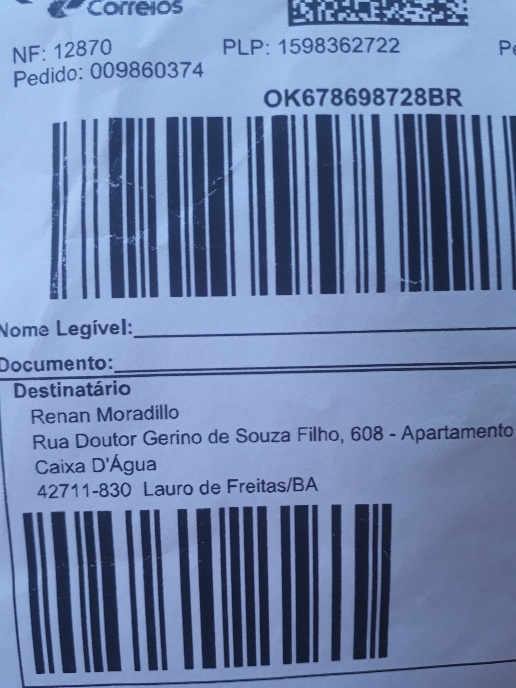 Correios
NF: 12870
PLP: 1598362722
Pedido: 009860374
OK678698728BR
Nome Legível:
Documento:
Destinatário
Renan Moradillo
Rua Doutor Gerino de Souza Filho, 608 - Apartamento
Caixa D'Água
42711-830 Lauro de Freitas/BA